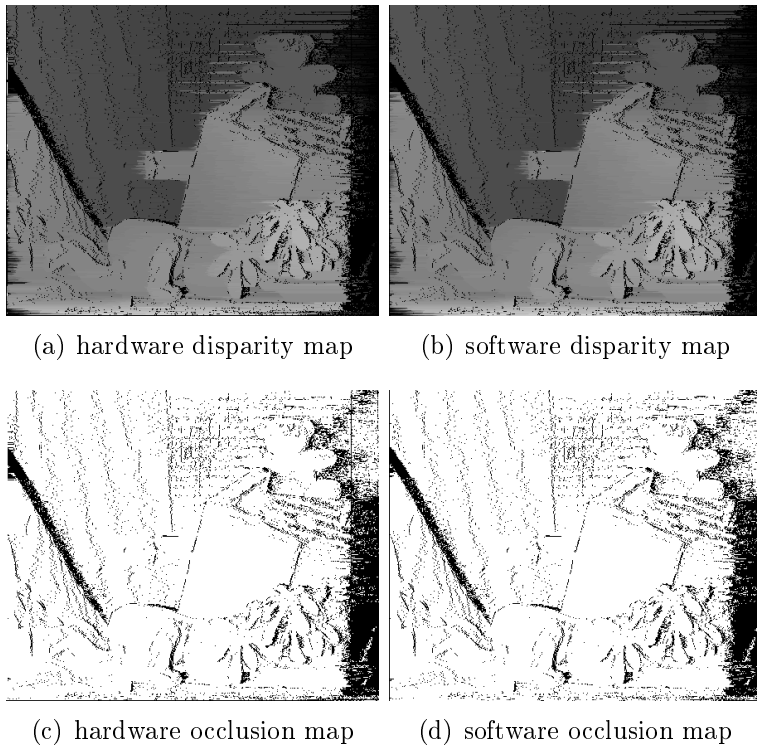 (a) hardware disparity map
(b) software disparity map
(c) hardware occlusion map
(d) software occlusion map